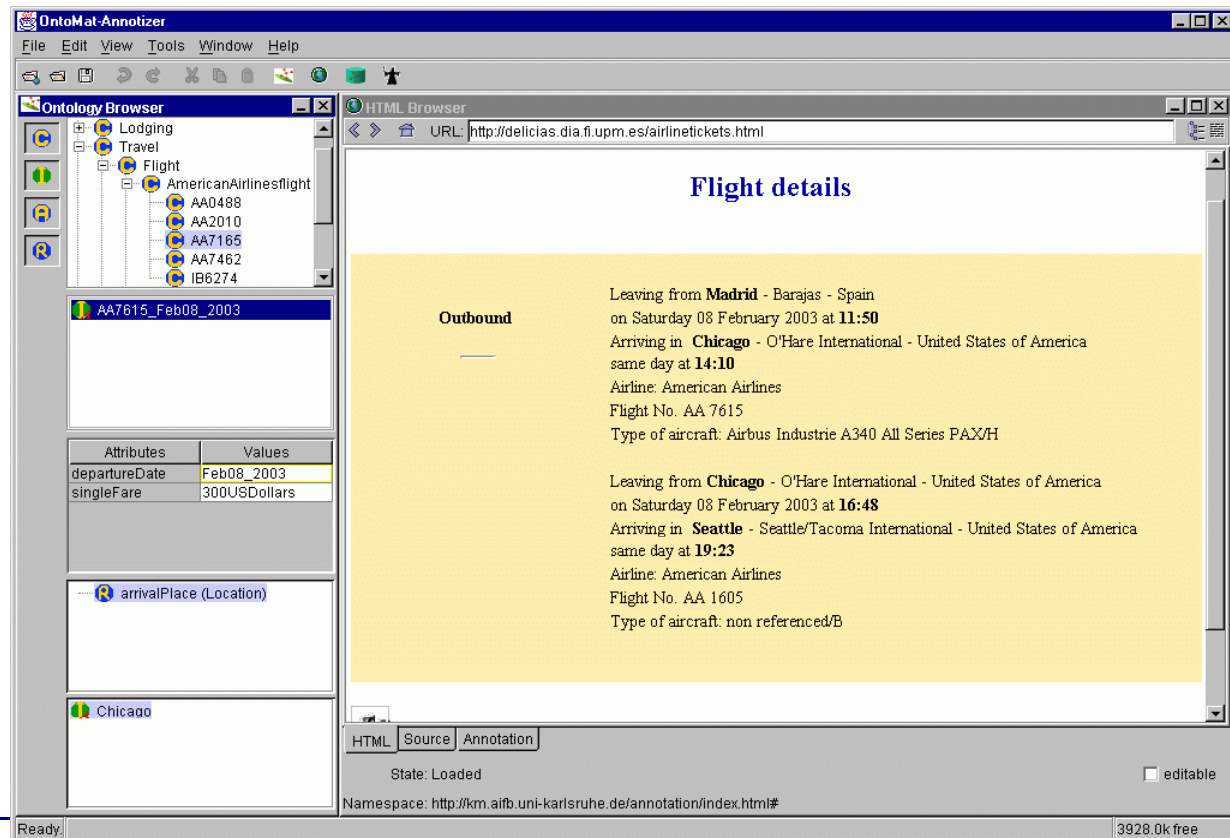 OntoMat-Annotizer
File Edit View Tools Window Help
Ontology Browser
Lodging
Travel
Flight
AmericanAirlinesflight
AA0488
AA2010
AA7165
AA7462
IB6274
AA7615_Feb08_2003
Attributes Values
departureDate Feb08_2003
singleFare 300USDollars
arrivalPlace (Location)
Chicago
HTML Browser
URL: http://delicias.dia.fi.upm.es/airlinetickets.html
Flight details
Outbound
Leaving from Madrid - Barajas - Spain
on Saturday 08 February 2003 at 11:50
Arriving in Chicago - O'Hare International - United States of America
same day at 14:10
Airline: American Airlines
Flight No. AA 7615
Type of aircraft: Airbus Industrie A340 All Series PAX/H
Leaving from Chicago - O'Hare International - United States of America
on Saturday 08 February 2003 at 16:48
Arriving in Seattle - Seattle/Tacoma International - United States of America
same day at 19:23
Airline: American Airlines
Flight No. AA 1605
Type of aircraft: non referenced/B
HTML Source Annotation
State: Loaded editable
Namespace: http://km.aifb.uni-karlsruhe.de/annotation/index.html#
Ready. 3928.0k free